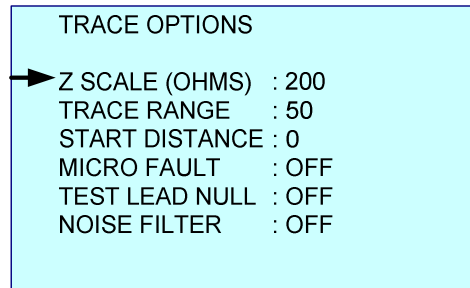 TRACE OPTIONS
Z SCALE (OHMS) : 200
TRACE RANGE : 50
START DISTANCE : 0
MICRO FAULT : OFF
TEST LEAD NULL : OFF
NOISE FILTER : OFF